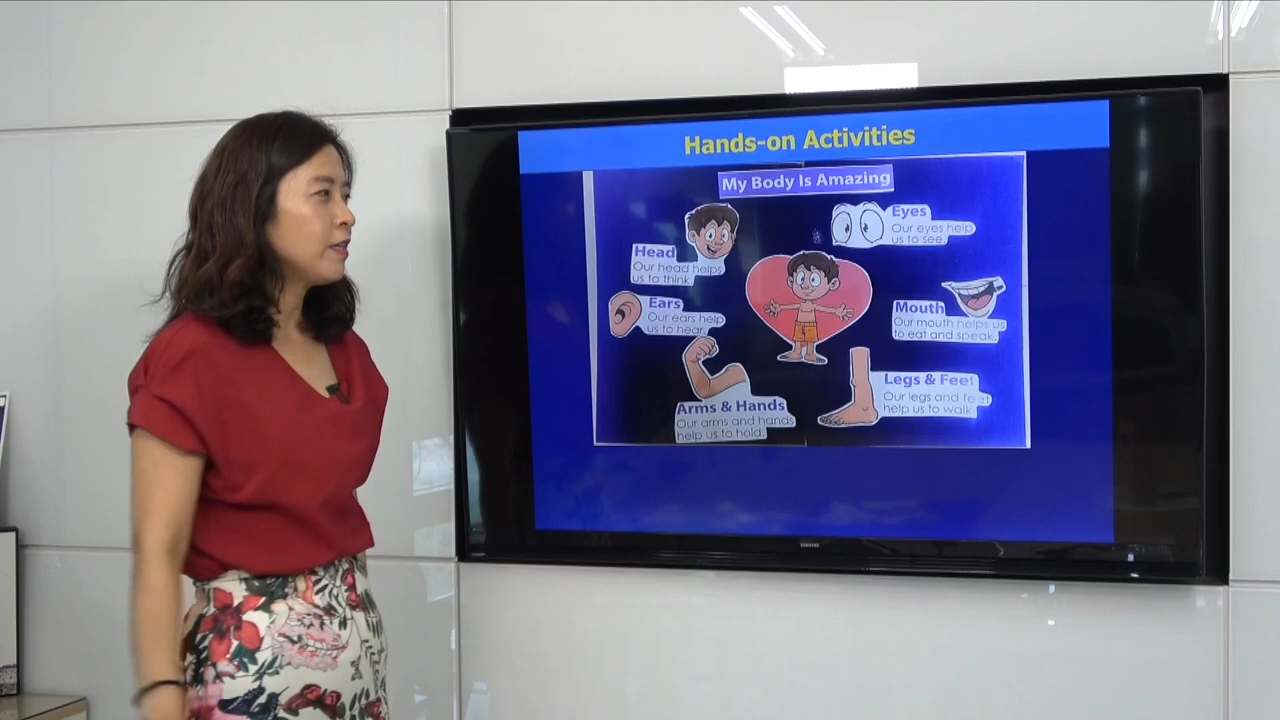 Hands-on Activities
My Body Is Amazing
Head
Our head helps
us to think.
Eyes
Our eyes help
us to see.
Ears
Our ears help
us to hear.
Mouth
Our mouth helps us
to eat and speak.
Arms & Hands
Our arms and hands
help us to hold.
Legs & Feet
Our legs and feet
help us to walk
SAMSUNG